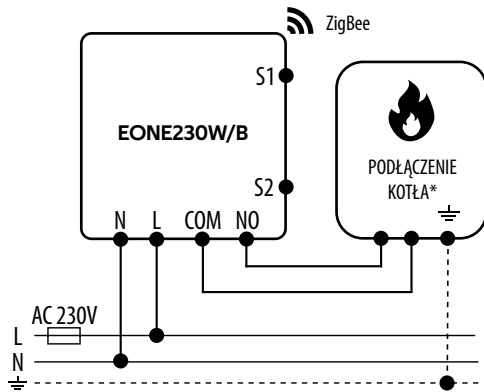 ZigBee
S1
EONE230W/B
PODŁĄCZENIE
KOTŁA*
S2
N L COM NO
AC 230V
L
N